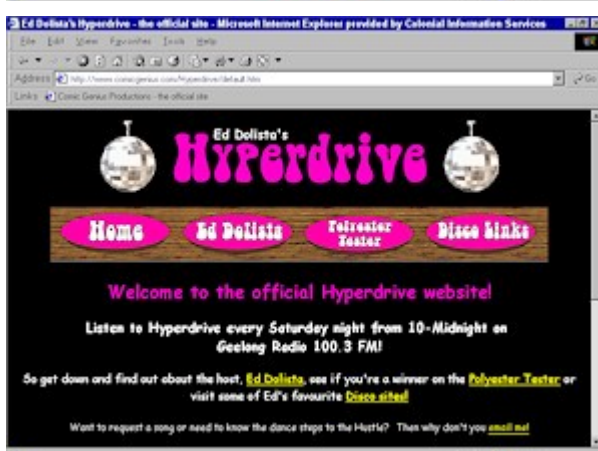 Ed Dolista's Hyperdrive - the official site - Microsoft Internet Explorer provided by Colonial Information Services
File Edit View Favourites Tools Help
Address http://www.comicgenius.com/Hyperdrive/default.htm Go
Links Comic Genius Productions - the official site
Ed Dolista's
Hyperdrive
Home Ed Dolista Polyester Tester Disco Links
Welcome to the official Hyperdrive website!
Listen to Hyperdrive every Saturday night from 10-Midnight on
Geelong Radio 100.3 FM!
So get down and find out about the host, Ed Dolista, see if you're a winner on the Polyester Tester or
visit some of Ed's favourite Disco sites!
Want to request a song or need to know the dance steps to the Hustle? Then why don't you email me!